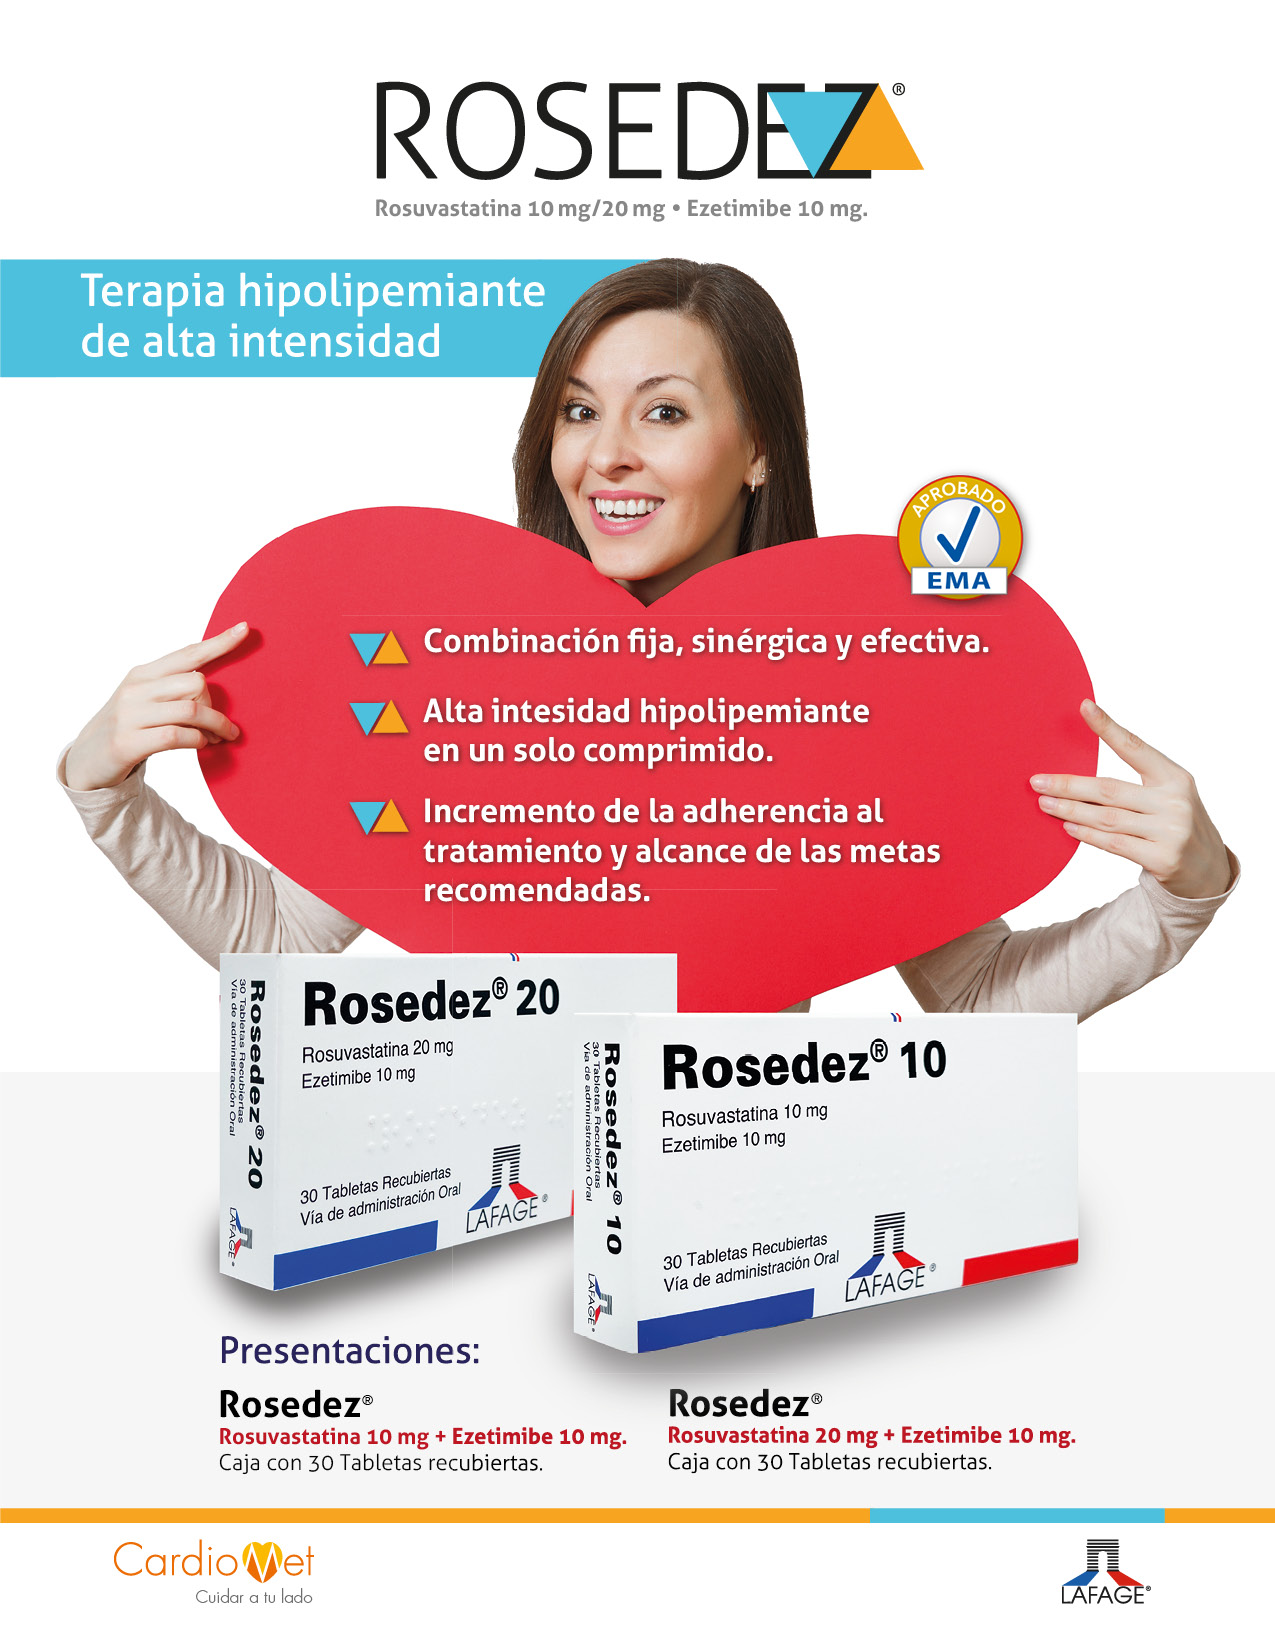 ROSEDEZ®
Rosuvastatina 10 mg/20 mg • Ezetimibe 10 mg.
Terapia hipolipemiante
de alta intensidad
APROBADO
EMA
Combinación fija, sinérgica y efectiva.
Alta intesidad hipolipemiante
en un solo comprimido.
Incremento de la adherencia al
tratamiento y alcance de las metas
recomendadas.
Rosedez® 20
30 Tabletas Recubiertas
Vía de administración Oral
LAFAGE®
Rosedez® 20
Rosuvastatina 20 mg
Ezetimibe 10 mg
30 Tabletas Recubiertas
Vía de administración Oral
LAFAGE®
Rosedez® 10
30 Tabletas Recubiertas
Vía de administración Oral
LAFAGE®
Rosedez® 10
Rosuvastatina 10 mg
Ezetimibe 10 mg
30 Tabletas Recubiertas
Vía de administración Oral
LAFAGE®
Presentaciones:
Rosedez®
Rosuvastatina 10 mg + Ezetimibe 10 mg.
Caja con 30 Tabletas recubiertas.
Rosedez®
Rosuvastatina 20 mg + Ezetimibe 10 mg.
Caja con 30 Tabletas recubiertas.
CardioMet
Cuidar a tu lado
LAFAGE®